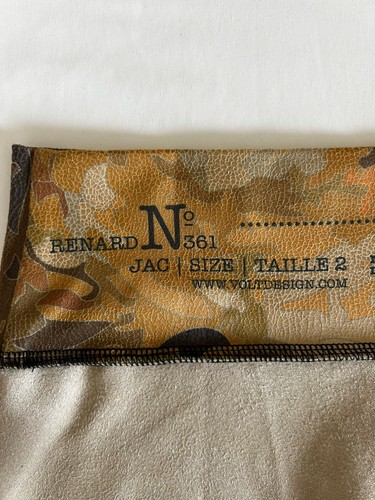 RENARD Nº 361
JAC | SIZE | TAILLE 2
WWW.VOLTDESIGN.COM